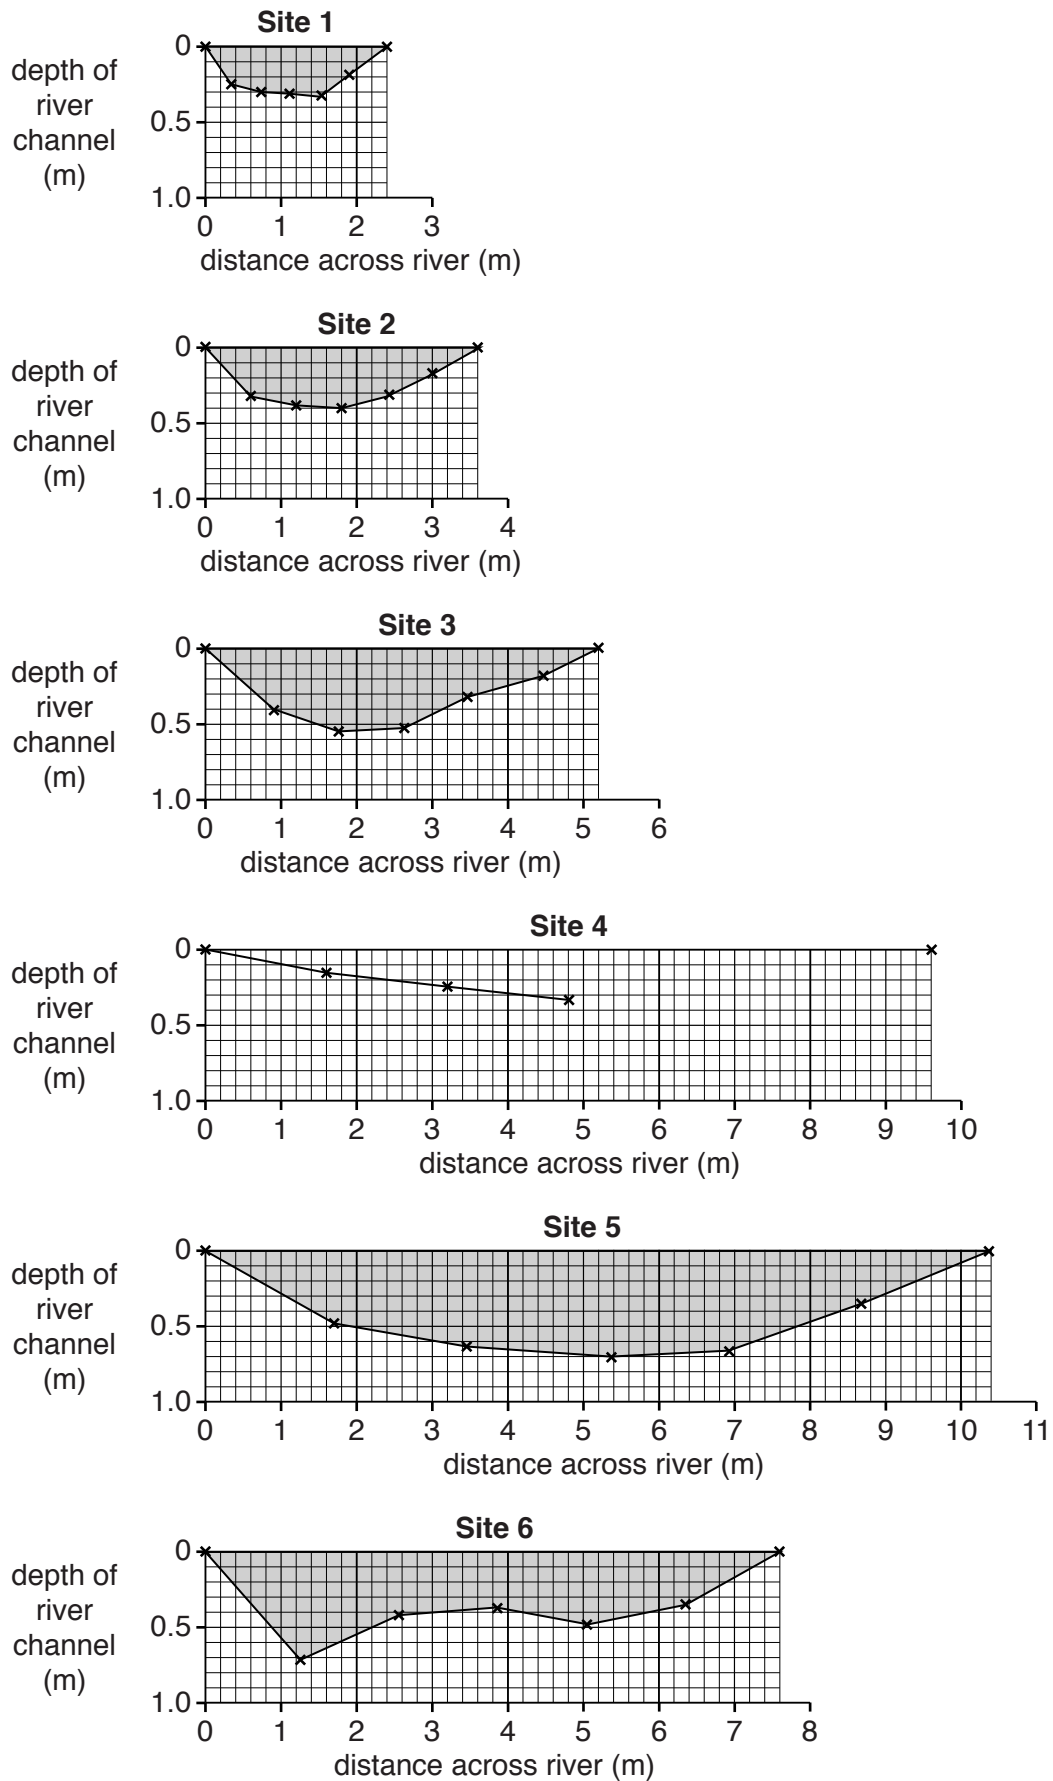 Site 1
depth of
river
channel
(m)
0
0.5
1.0
0 1 2 3
distance across river (m)
Site 2
depth of
river
channel
(m)
0
0.5
1.0
0 1 2 3 4
distance across river (m)
Site 3
depth of
river
channel
(m)
0
0.5
1.0
0 1 2 3 4 5 6
distance across river (m)
Site 4
depth of
river
channel
(m)
0
0.5
1.0
0 1 2 3 4 5 6 7 8 9 10
distance across river (m)
Site 5
depth of
river
channel
(m)
0
0.5
1.0
0 1 2 3 4 5 6 7 8 9 10 11
distance across river (m)
Site 6
depth of
river
channel
(m)
0
0.5
1.0
0 1 2 3 4 5 6 7 8
distance across river (m)